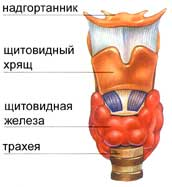 надгортанник
щитовидный
хрящ
щитовидная
железа
трахея